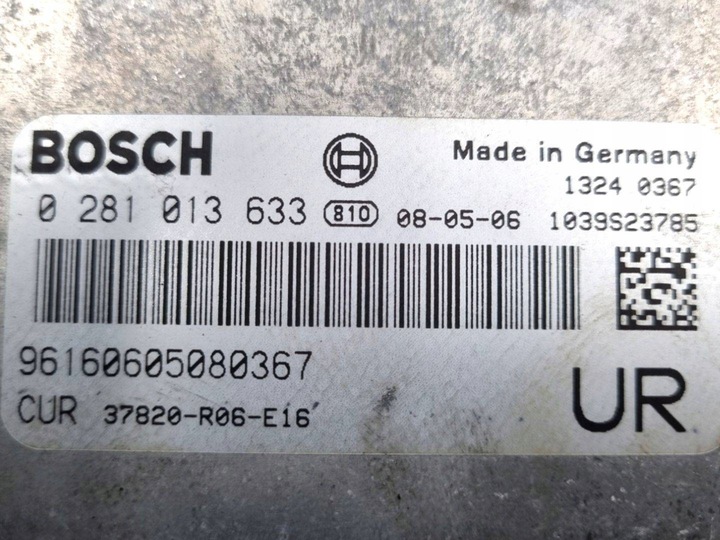 BOSCH
Made in Germany
1324 0367
0 281 013 633 810 08-05-06 1039S23785
96160605080367
CUR 37820-R06-E16
UR